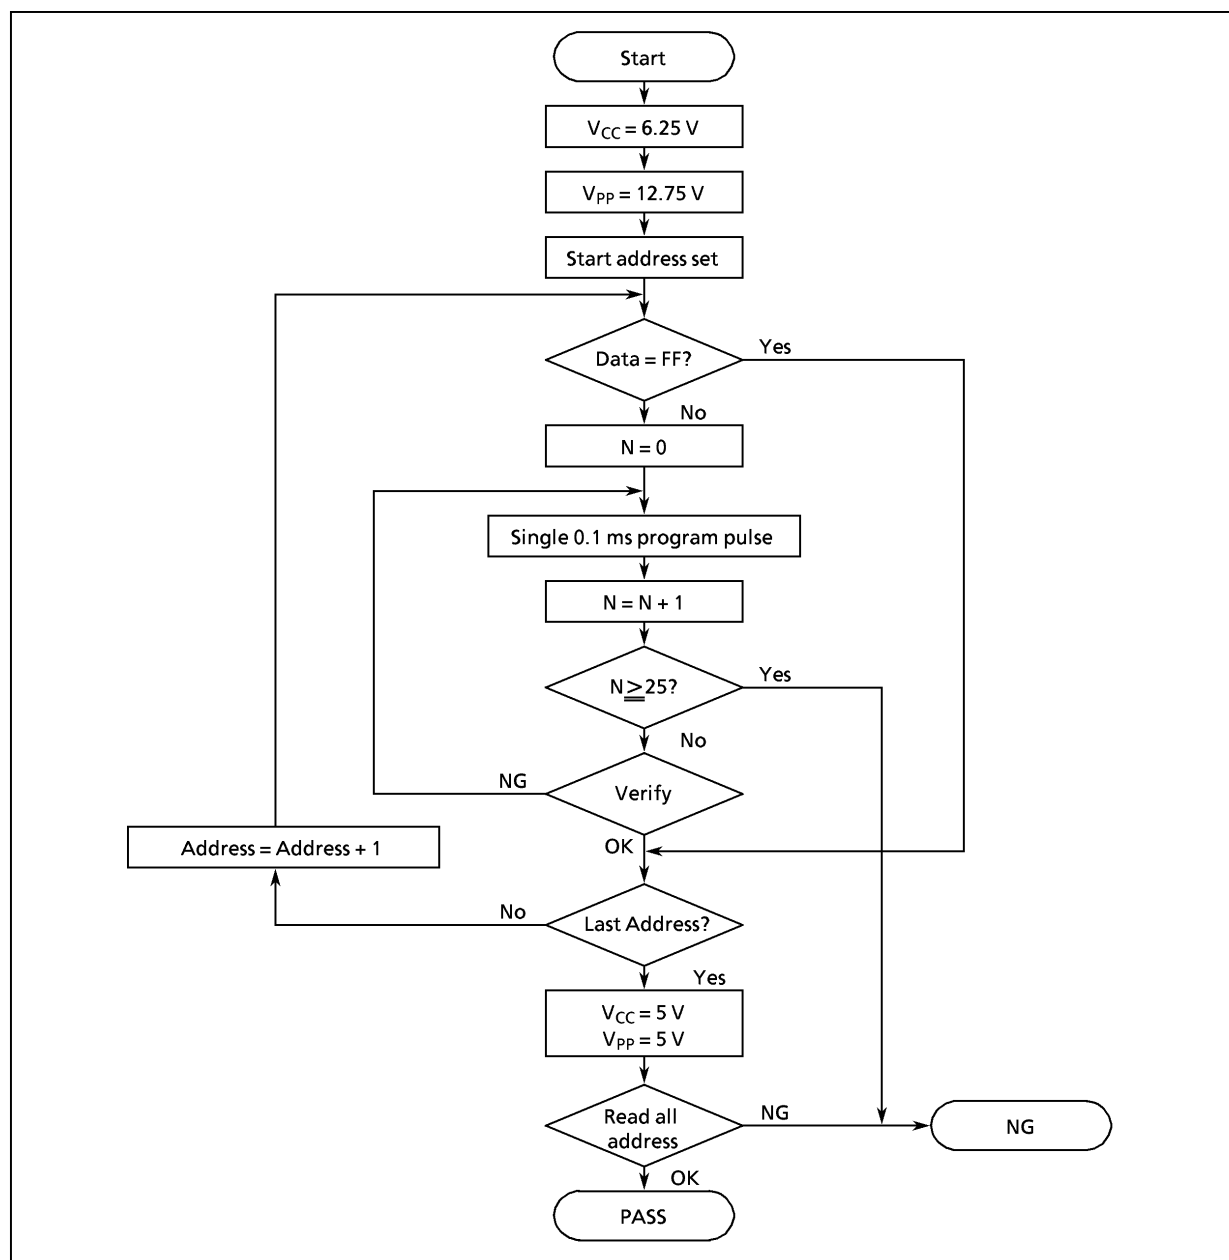 Start
VCC = 6.25 V
VPP = 12.75 V
Start address set
Data = FF?
Yes
No
N = 0
Single 0.1 ms program pulse
N = N + 1
N ≧ 25?
Yes
No
NG
Verify
OK
Address = Address + 1
No
Last Address?
Yes
VCC = 5 V
VPP = 5 V
Read all
address
NG
NG
OK
PASS